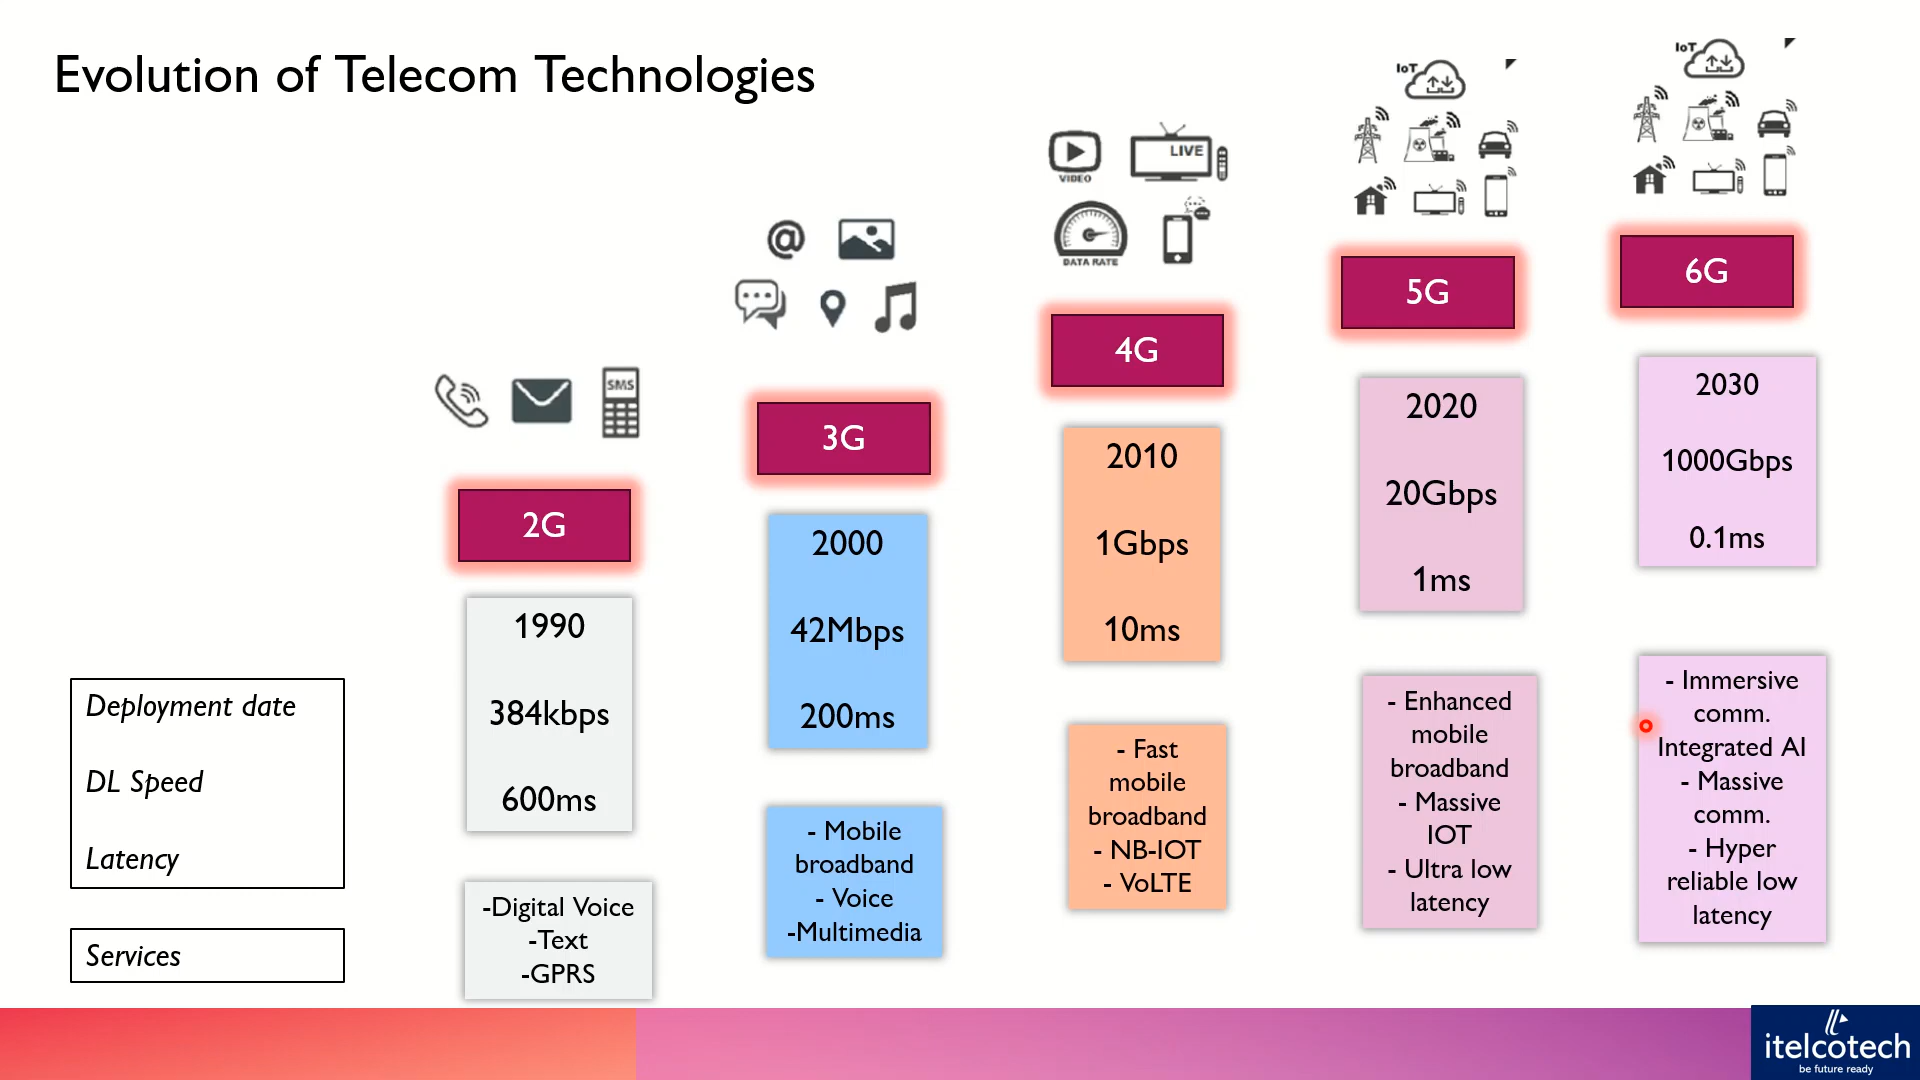 Evolution of Telecom Technologies
SMS
2G
1990
384kbps
600ms
-Digital Voice
-Text
-GPRS
@
3G
2000
42Mbps
200ms
- Mobile
broadband
- Voice
-Multimedia
VIDEO
LIVE
DATA RATE
4G
2010
1Gbps
10ms
- Fast
mobile
broadband
- NB-IOT
- VoLTE
IoT
5G
2020
20Gbps
1ms
- Enhanced
mobile
broadband
- Massive
IOT
- Ultra low
latency
IoT
6G
2030
1000Gbps
0.1ms
- Immersive
comm.
Integrated AI
- Massive
comm.
- Hyper
reliable low
latency
Deployment date
DL Speed
Latency
Services
itelcotech
be future ready